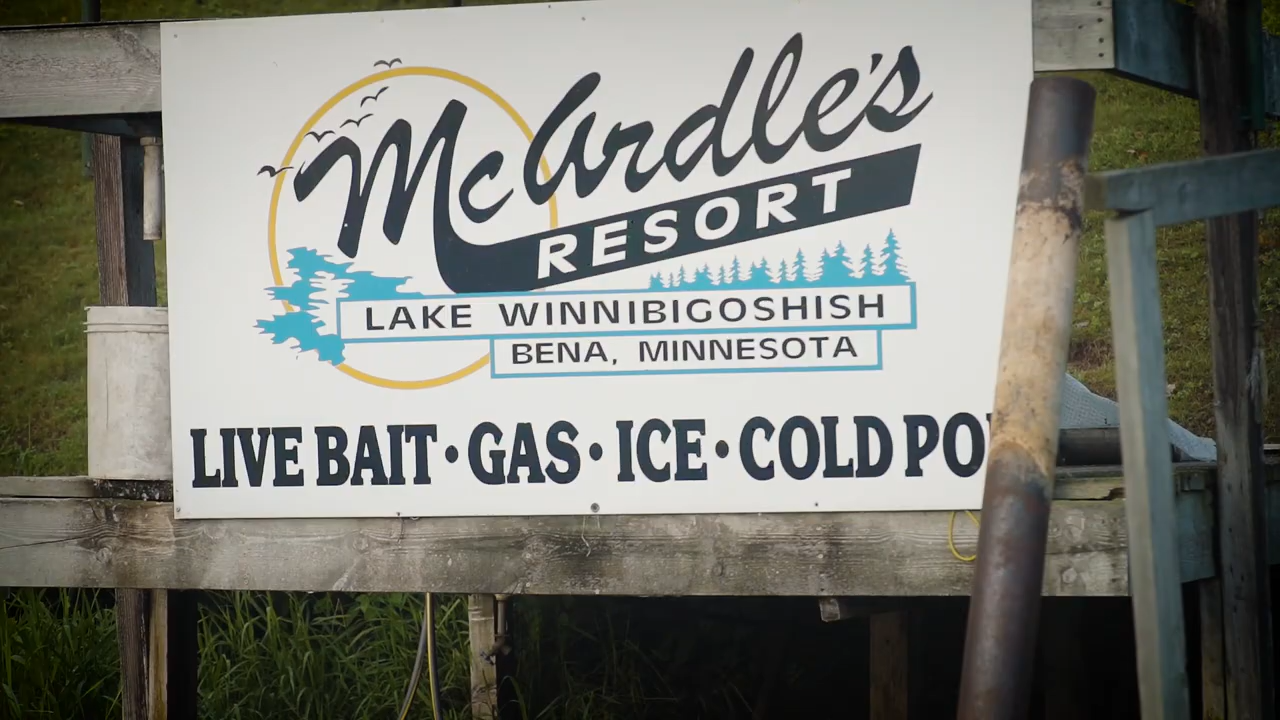 McArdle's
RESORT
LAKE WINNIBIGOSHISH
BENA, MINNESOTA
LIVE BAIT · GAS · ICE · COLD